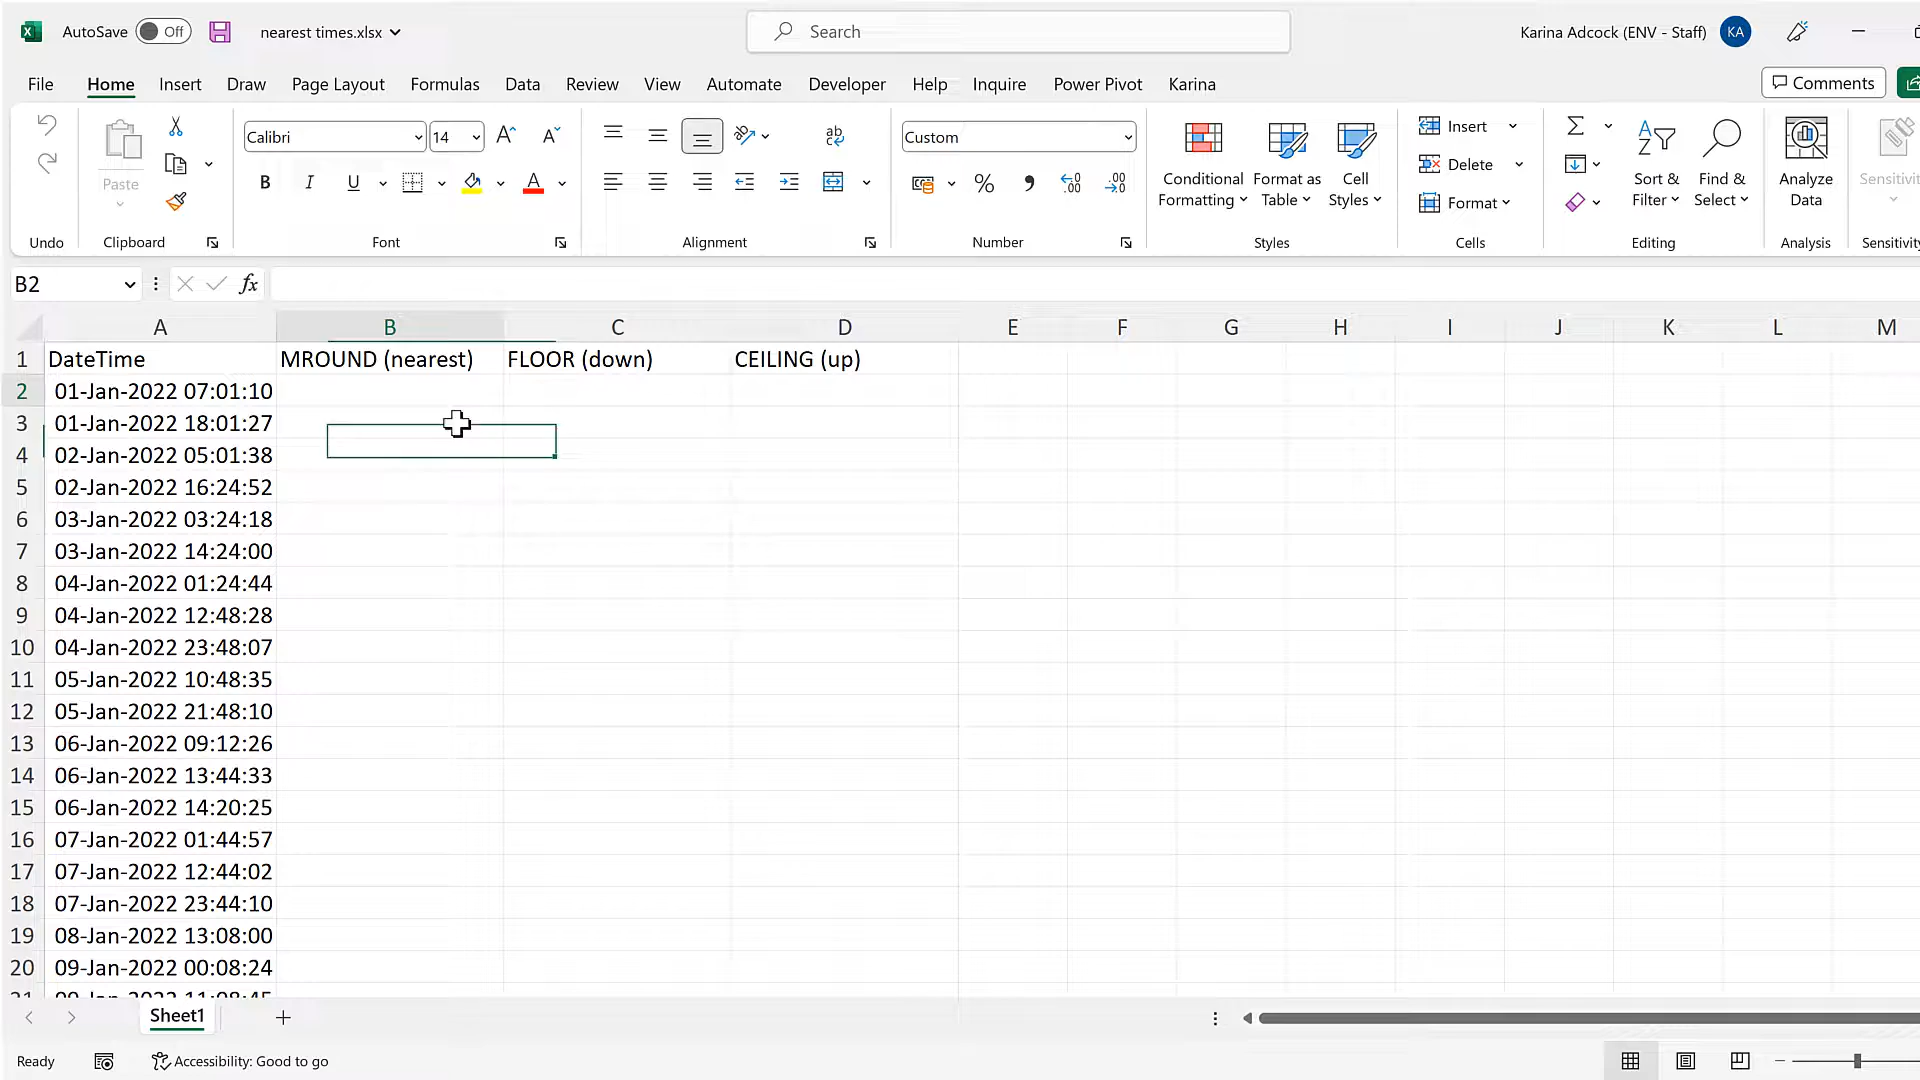 AutoSave Off nearest times.xlsx Search Karina Adcock (ENV - Staff) KA
File Home Insert Draw Page Layout Formulas Data Review View Automate Developer Help Inquire Power Pivot Karina Comments
Calibri 14 Custom Insert
Paste Conditional Formatting Format as Table Cell Styles Delete Sort & Filter Find & Select Analyze Data
B I U Format
Undo Clipboard Font Alignment Number Styles Cells Editing Analysis
B2 fx
A B C D E F G H I J K L M
1 DateTime MROUND (nearest) FLOOR (down) CEILING (up)
2 01-Jan-2022 07:01:10
3 01-Jan-2022 18:01:27
4 02-Jan-2022 05:01:38
5 02-Jan-2022 16:24:52
6 03-Jan-2022 03:24:18
7 03-Jan-2022 14:24:00
8 04-Jan-2022 01:24:44
9 04-Jan-2022 12:48:28
10 04-Jan-2022 23:48:07
11 05-Jan-2022 10:48:35
12 05-Jan-2022 21:48:10
13 06-Jan-2022 09:12:26
14 06-Jan-2022 13:44:33
15 06-Jan-2022 14:20:25
16 07-Jan-2022 01:44:57
17 07-Jan-2022 12:44:02
18 07-Jan-2022 23:44:10
19 08-Jan-2022 13:08:00
20 09-Jan-2022 00:08:24
Sheet1
Ready Accessibility: Good to go